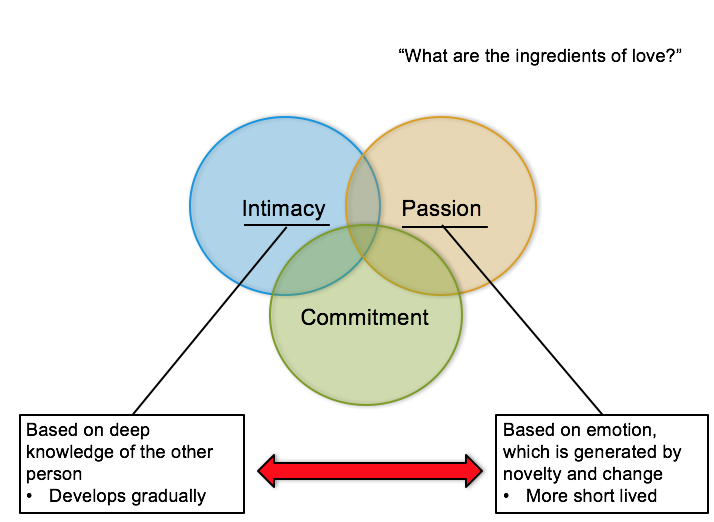 “What are the ingredients of love?”
Intimacy
Passion
Commitment
Based on deep
knowledge of the other
person
• Develops gradually
Based on emotion,
which is generated by
novelty and change
• More short lived